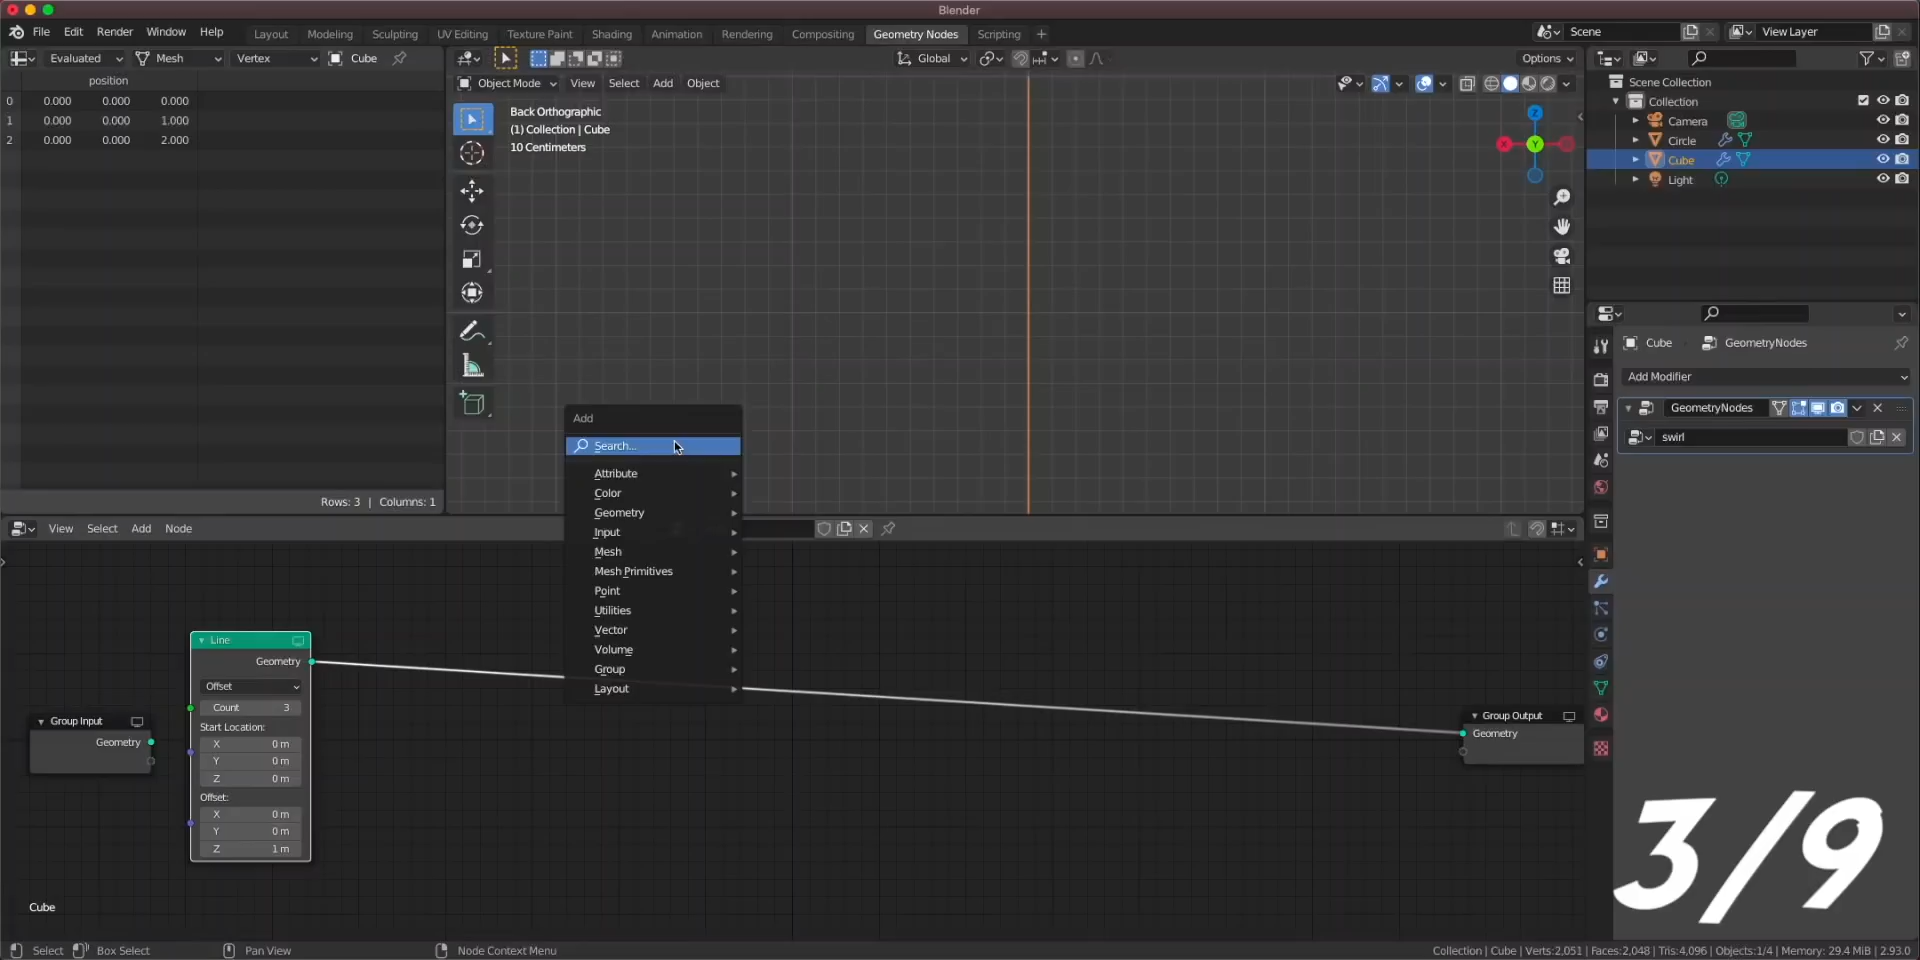 Blender
File Edit Render Window Help
Layout Modeling Sculpting UV Editing Texture Paint Shading Animation Rendering Compositing Geometry Nodes Scripting
Scene
View Layer
Evaluated Mesh Vertex Cube
Global
Options
position
0 0.000 0.000 0.000
1 0.000 0.000 1.000
2 0.000 0.000 2.000
Rows: 3 | Columns: 1
Object Mode View Select Add Object
Back Orthographic
(1) Collection | Cube
10 Centimeters
Z
X
Y
Scene Collection
Collection
Camera
Circle
Cube
Light
Cube GeometryNodes
Add Modifier
GeometryNodes
swirl
View Select Add Node
Add
Search...
Attribute
Color
Geometry
Input
Mesh
Mesh Primitives
Point
Utilities
Vector
Volume
Group
Layout
Group Input
Geometry
Line
Geometry
Offset
Count 3
Start Location:
X 0 m
Y 0 m
Z 0 m
Offset:
X 0 m
Y 0 m
Z 1 m
Group Output
Geometry
Cube
3/9
Select Box Select Pan View Node Context Menu
Collection | Cube | Verts:2,051 | Faces:2,048 | Tris:4,096 | Objects:1/4 | Memory: 29.4 MiB | 2.93.0